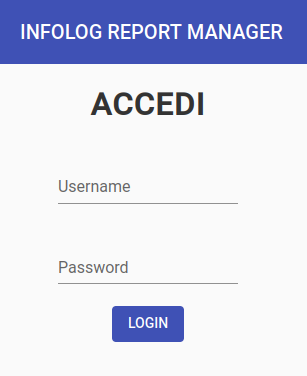 INFOLOG REPORT MANAGER
ACCEDI
Username
Password
LOGIN